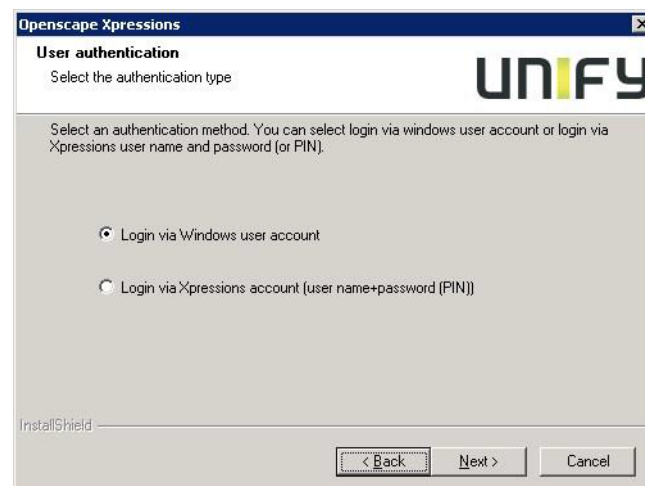 Openscape Xpressions
User authentication
Select the authentication type
UNIFY
Select an authentication method. You can select login via windows user account or login via
Xpressions user name and password (or PIN).
Login via Windows user account
Login via Xpressions account (user name+password (PIN))
InstallShield
< Back
Next >
Cancel